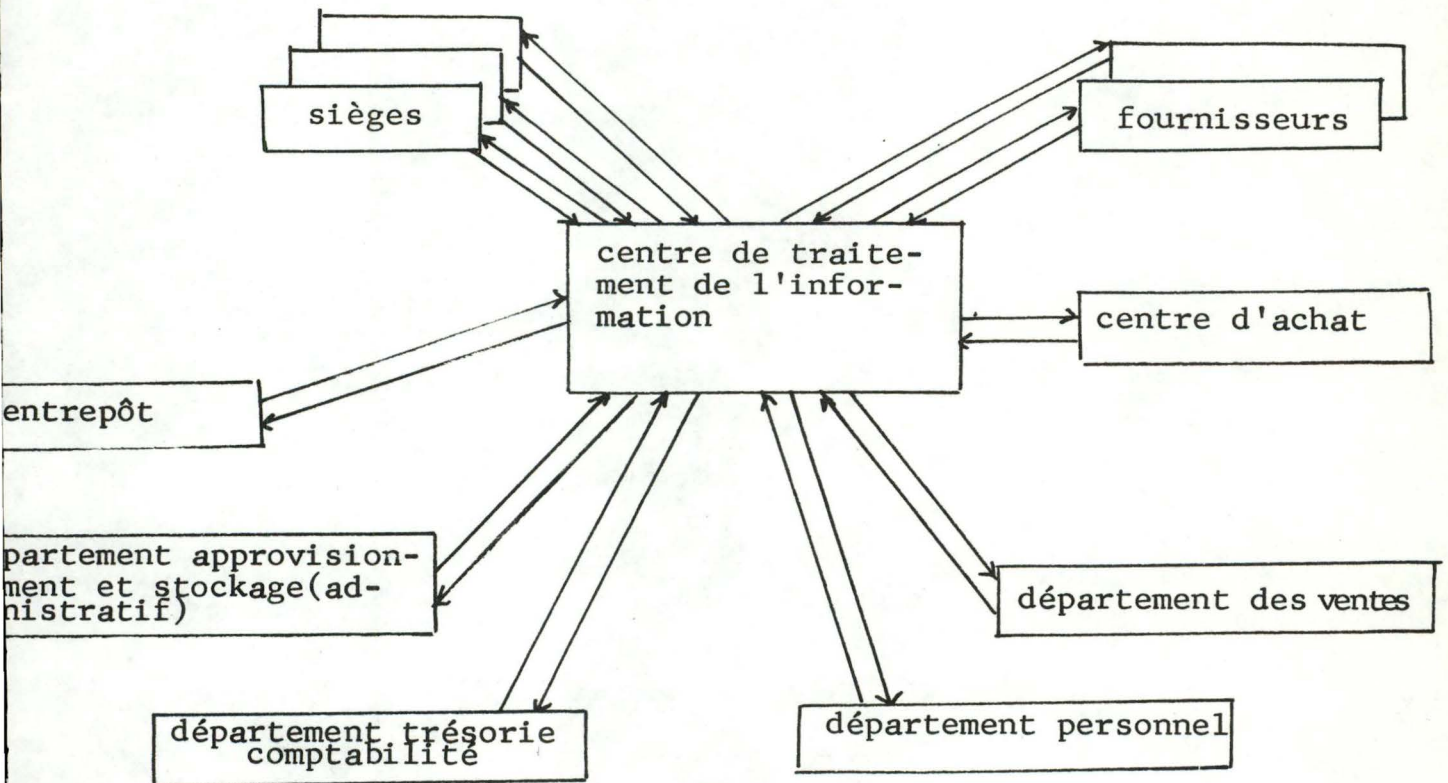 sièges
fournisseurs
centre de traite-
ment de l'infor-
mation
centre d'achat
entrepôt
partement approvision-
ment et stockage(ad-
nistratif)
département des ventes
département trésorie
comptabilité
département personnel